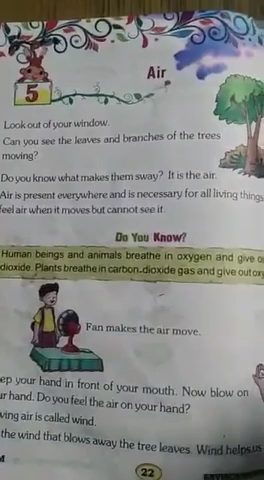 5
Air
Look out of your window.
Can you see the leaves and branches of the trees
moving?
Do you know what makes them sway? It is the air.
Air is present everywhere and is necessary for all living things
feel air when it moves but cannot see it.
Do You Know?
Human beings and animals breathe in oxygen and give
dioxide. Plants breathe in carbon dioxide gas and give out
Fan makes the air move.
ep your hand in front of your mouth. Now blow on
ur hand. Do you feel the air on your hand?
ving air is called wind.
the wind that blows away the tree leaves. Wind helps us
22